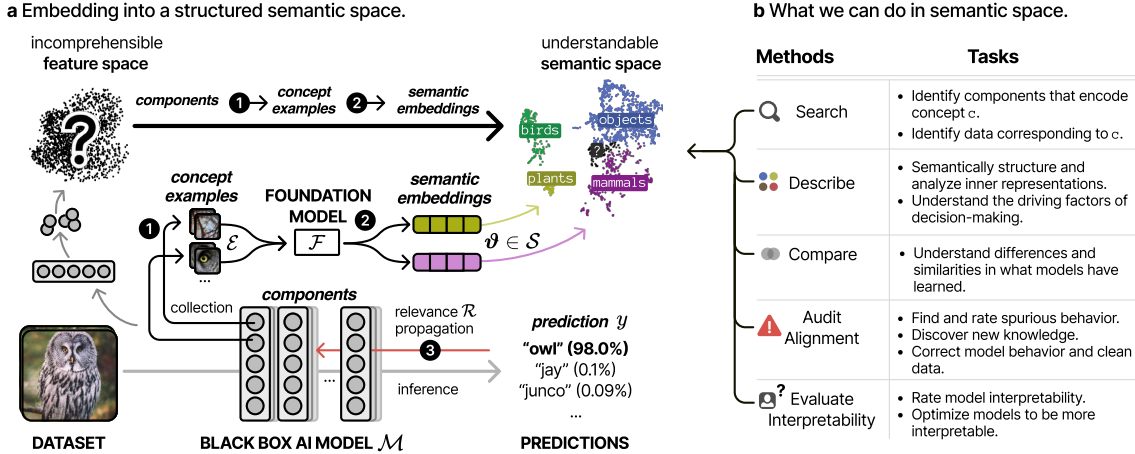 a Embedding into a structured semantic space.
incomprehensible
feature space
understandable
semantic space
components 1 concept examples 2 semantic embeddings
?
birds
objects
?
plants
mammals
concept
examples
FOUNDATION
MODEL
semantic
embeddings
1
2
ℰ
ℱ
ϑ ∈ 𝒮
...
collection
components
relevance ℛ
propagation
3
inference
...
prediction y
"owl" (98.0%)
"jay" (0.1%)
"junco" (0.09%)
...
DATASET
BLACK BOX AI MODEL ℳ
PREDICTIONS
b What we can do in semantic space.
Methods
Tasks
Search
• Identify components that encode
concept c.
• Identify data corresponding to c.
Describe
• Semantically structure and
analyze inner representations.
• Understand the driving factors of
decision-making.
Compare
• Understand differences and
similarities in what models have
learned.
Audit
Alignment
• Find and rate spurious behavior.
• Discover new knowledge.
• Correct model behavior and clean
data.
?
Evaluate
Interpretability
• Rate model interpretability.
• Optimize models to be more
interpretable.